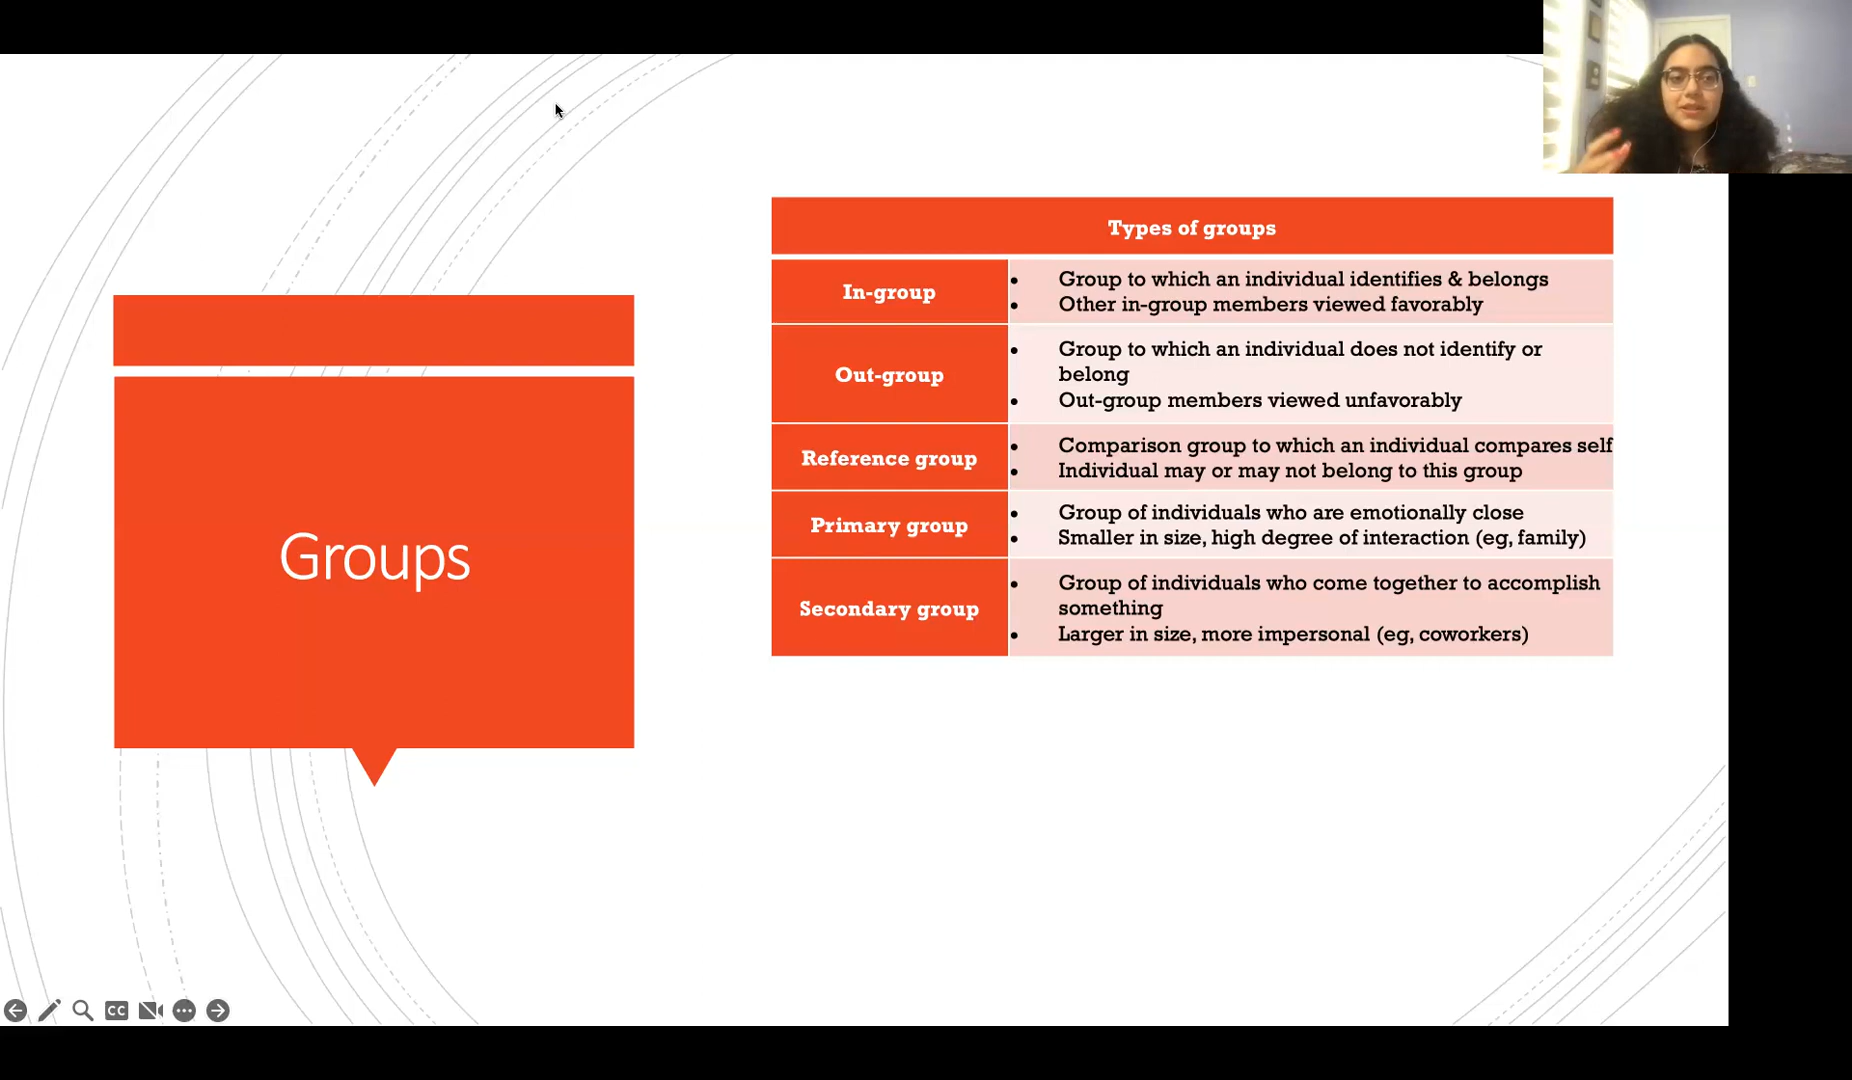 Groups
Types of groups
In-group
• Group to which an individual identifies & belongs
• Other in-group members viewed favorably
Out-group
• Group to which an individual does not identify or
belong
• Out-group members viewed unfavorably
Reference group
• Comparison group to which an individual compares self
• Individual may or may not belong to this group
Primary group
• Group of individuals who are emotionally close
• Smaller in size, high degree of interaction (eg, family)
Secondary group
• Group of individuals who come together to accomplish
something
• Larger in size, more impersonal (eg, coworkers)
CC